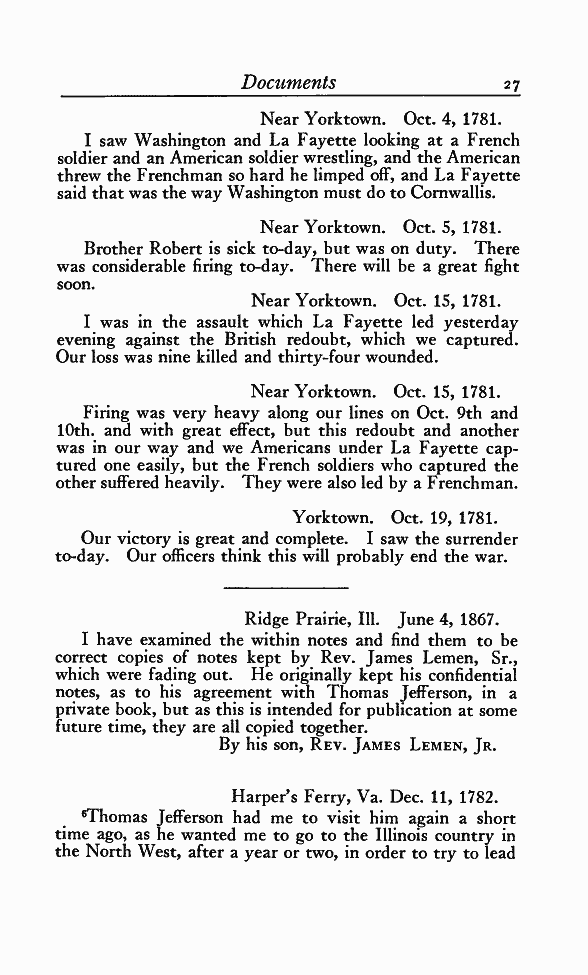 Documents 27
Near Yorktown. Oct. 4, 1781.
I saw Washington and La Fayette looking at a French
soldier and an American soldier wrestling, and the American
threw the Frenchman so hard he limped off, and La Fayette
said that was the way Washington must do to Cornwallis.
Near Yorktown. Oct. 5, 1781.
Brother Robert is sick to-day, but was on duty. There
was considerable firing to-day. There will be a great fight
soon.
Near Yorktown. Oct. 15, 1781.
I was in the assault which La Fayette led yesterday
evening against the British redoubt, which we captured.
Our loss was nine killed and thirty-four wounded.
Near Yorktown. Oct. 15, 1781.
Firing was very heavy along our lines on Oct. 9th and
10th. and with great effect, but this redoubt and another
was in our way and we Americans under La Fayette cap-
tured one easily, but the French soldiers who captured the
other suffered heavily. They were also led by a Frenchman.
Yorktown. Oct. 19, 1781.
Our victory is great and complete. I saw the surrender
to-day. Our officers think this will probably end the war.
Ridge Prairie, Ill. June 4, 1867.
I have examined the within notes and find them to be
correct copies of notes kept by Rev. James Lemen, Sr.,
which were fading out. He originally kept his confidential
notes, as to his agreement with Thomas Jefferson, in a
private book, but as this is intended for publication at some
future time, they are all copied together.
By his son, REV. JAMES LEMEN, JR.
Harper's Ferry, Va. Dec. 11, 1782.
⁶Thomas Jefferson had me to visit him again a short
time ago, as he wanted me to go to the Illinois country in
the North West, after a year or two, in order to try to lead